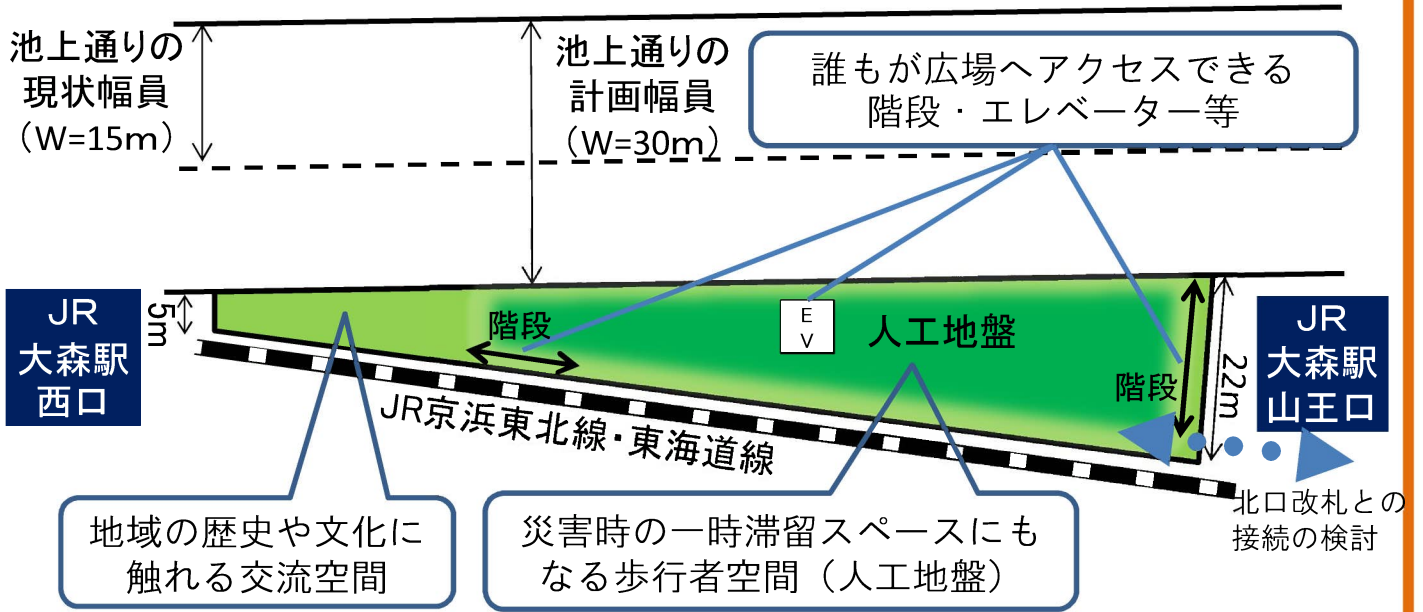 池上通りの
現状幅員
（W=15ｍ）
池上通りの
計画幅員
（W=30ｍ）
誰もが広場へアクセスできる
階段・エレベーター等
JR
大森駅
西口
5m
階段
E
V
人工地盤
階段
22m
JR
大森駅
山王口
JR京浜東北線・東海道線
地域の歴史や文化に
触れる交流空間
災害時の一時滞留スペースにも
なる歩行者空間（人工地盤）
北口改札との
接続の検討